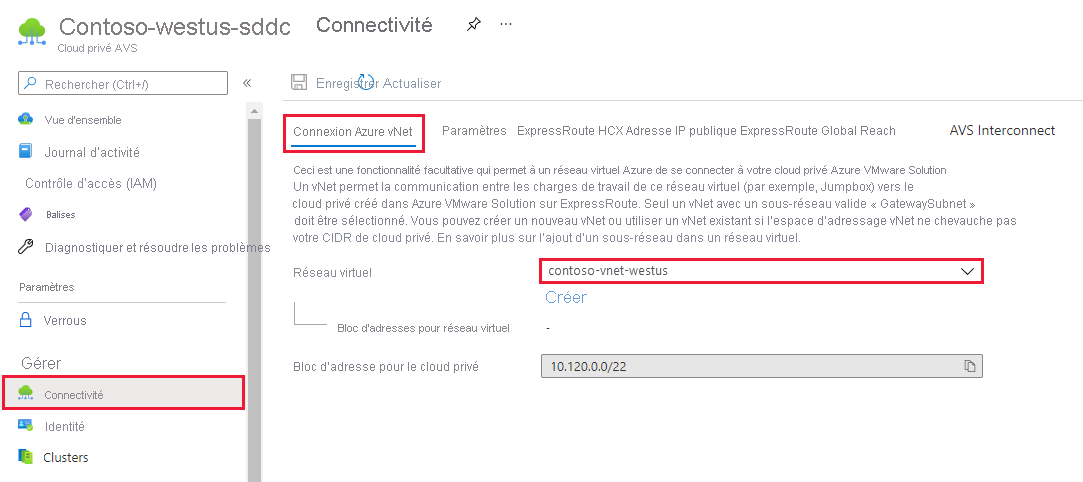 Contoso-westus-sddc
Connectivité
...
Cloud privé AVS
Rechercher (Ctrl+/)
«
Vue d'ensemble
Journal d'activité
Contrôle d'accès (IAM)
Balises
Diagnostiquer et résoudre les problèmes
Paramètres
Verrous
Gérer
Connectivité
Identité
Clusters
Enregistrer Actualiser
Connexion Azure vNet
Paramètres ExpressRoute HCX Adresse IP publique ExpressRoute Global Reach
AVS Interconnect
Ceci est une fonctionnalité facultative qui permet à un réseau virtuel Azure de se connecter à votre cloud privé Azure VMware Solution
Un vNet permet la communication entre les charges de travail de ce réseau virtuel (par exemple, Jumpbox) vers le
cloud privé créé dans Azure VMware Solution sur ExpressRoute. Seul un vNet avec un sous-réseau valide « GatewaySubnet »
doit être sélectionné. Vous pouvez créer un nouveau vNet ou utiliser un vNet existant si l'espace d'adressage vNet ne chevauche pas
votre CIDR de cloud privé. En savoir plus sur l'ajout d'un sous-réseau dans un réseau virtuel.
Réseau virtuel
contoso-vnet-westus
Créer
Bloc d'adresses pour réseau virtuel
-
Bloc d'adresse pour le cloud privé
10.120.0.0/22